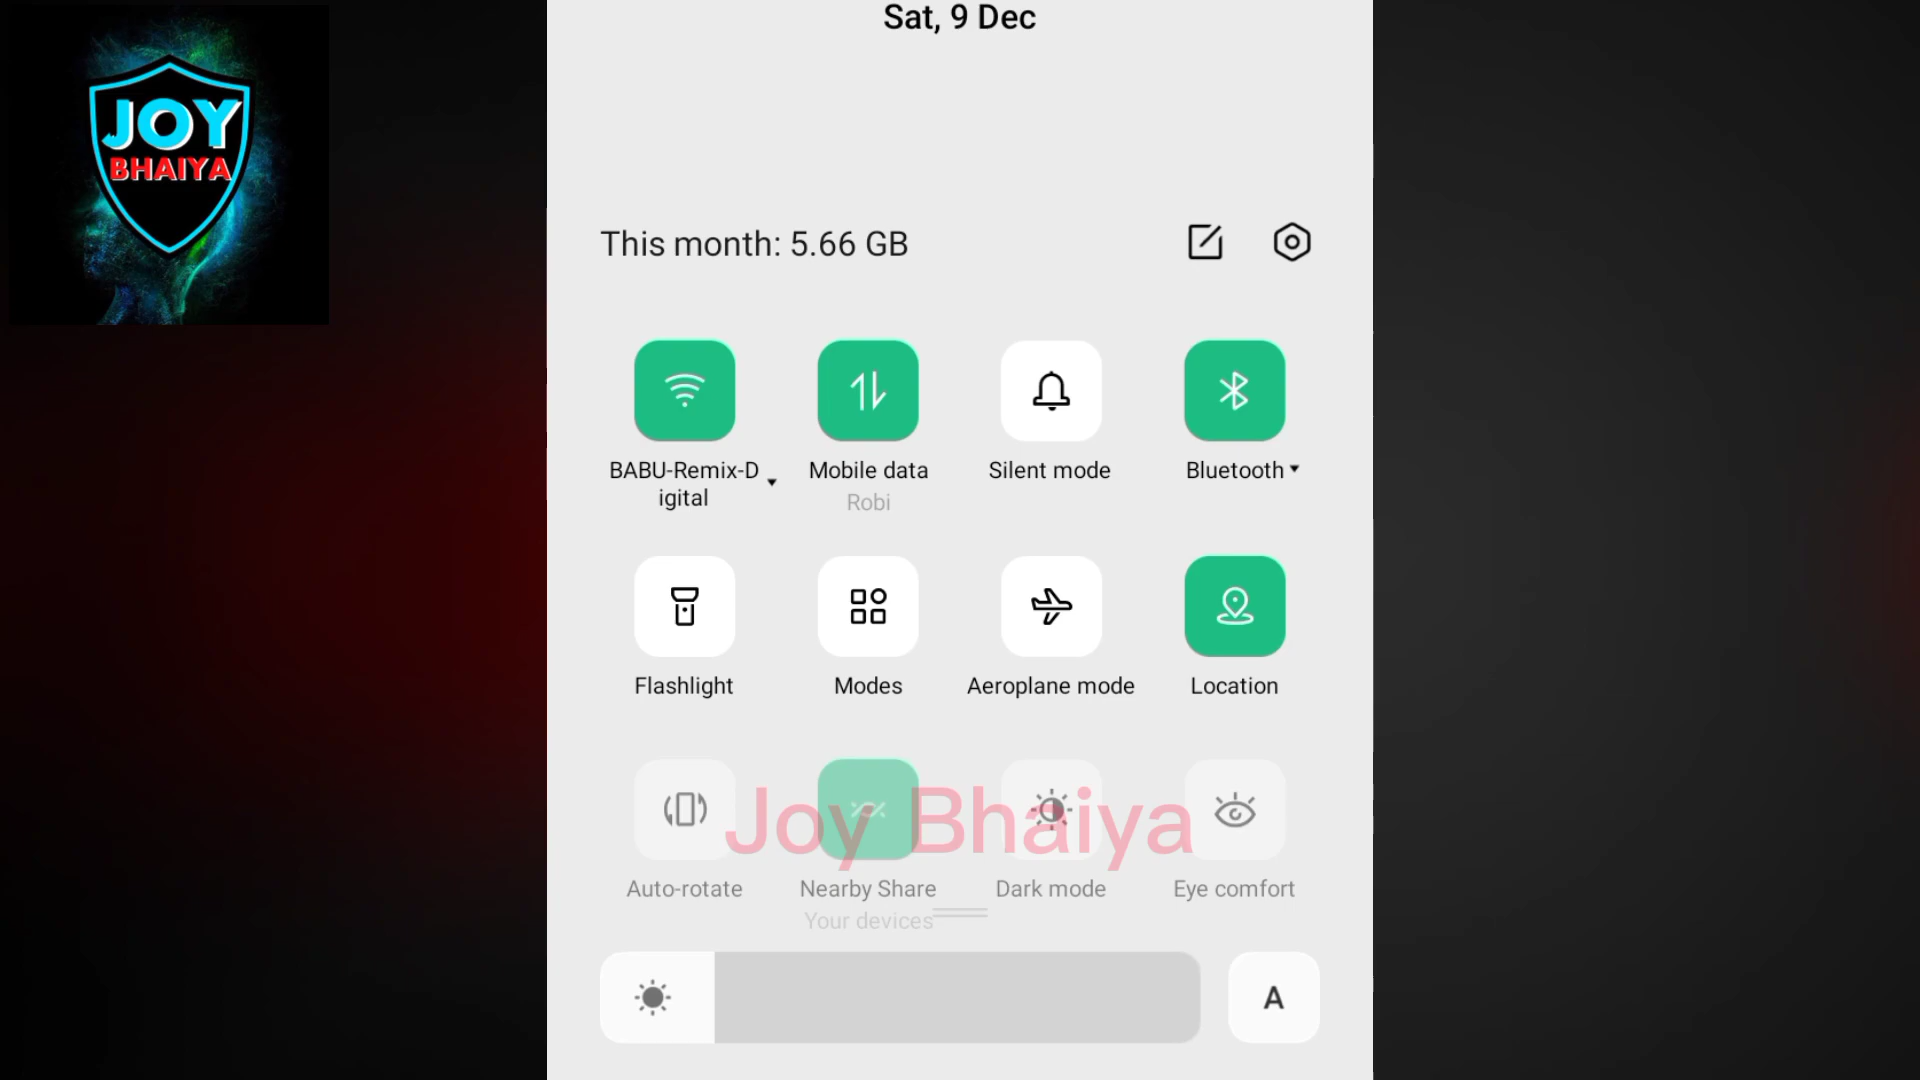 JOY
BHAIYA
Sat, 9 Dec
This month: 5.66 GB
BABU-Remix-D
igital
Mobile data
Robi
Silent mode
Bluetooth
Flashlight
Modes
Aeroplane mode
Location
Joy Bhaiya
Auto-rotate
Nearby Share
Your devices
Dark mode
Eye comfort
A